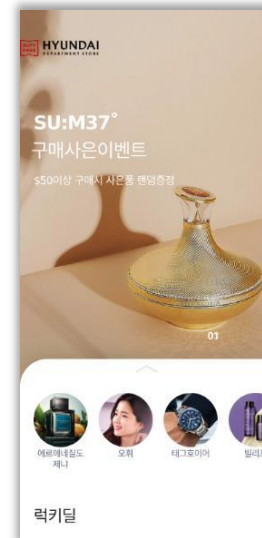 HYUNDAI
DEPARTMENT STORE
SU:M37°
구매사은이벤트
$50이상 구매시 사은품 랜덤증정
01
에르메네질도
제냐
오휘
태그호이어
빌리프
럭키딜